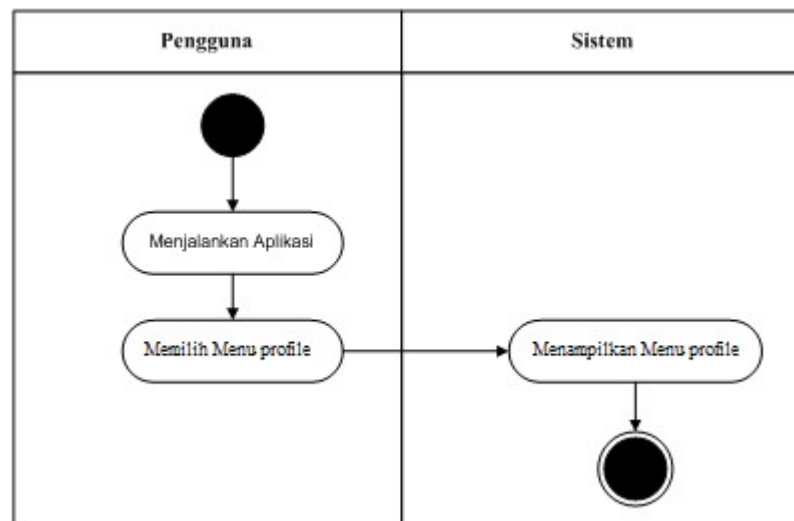 Pengguna
Sistem
Menjalankan Aplikasi
Memilih Menu profile
Menampilkan Menu profile